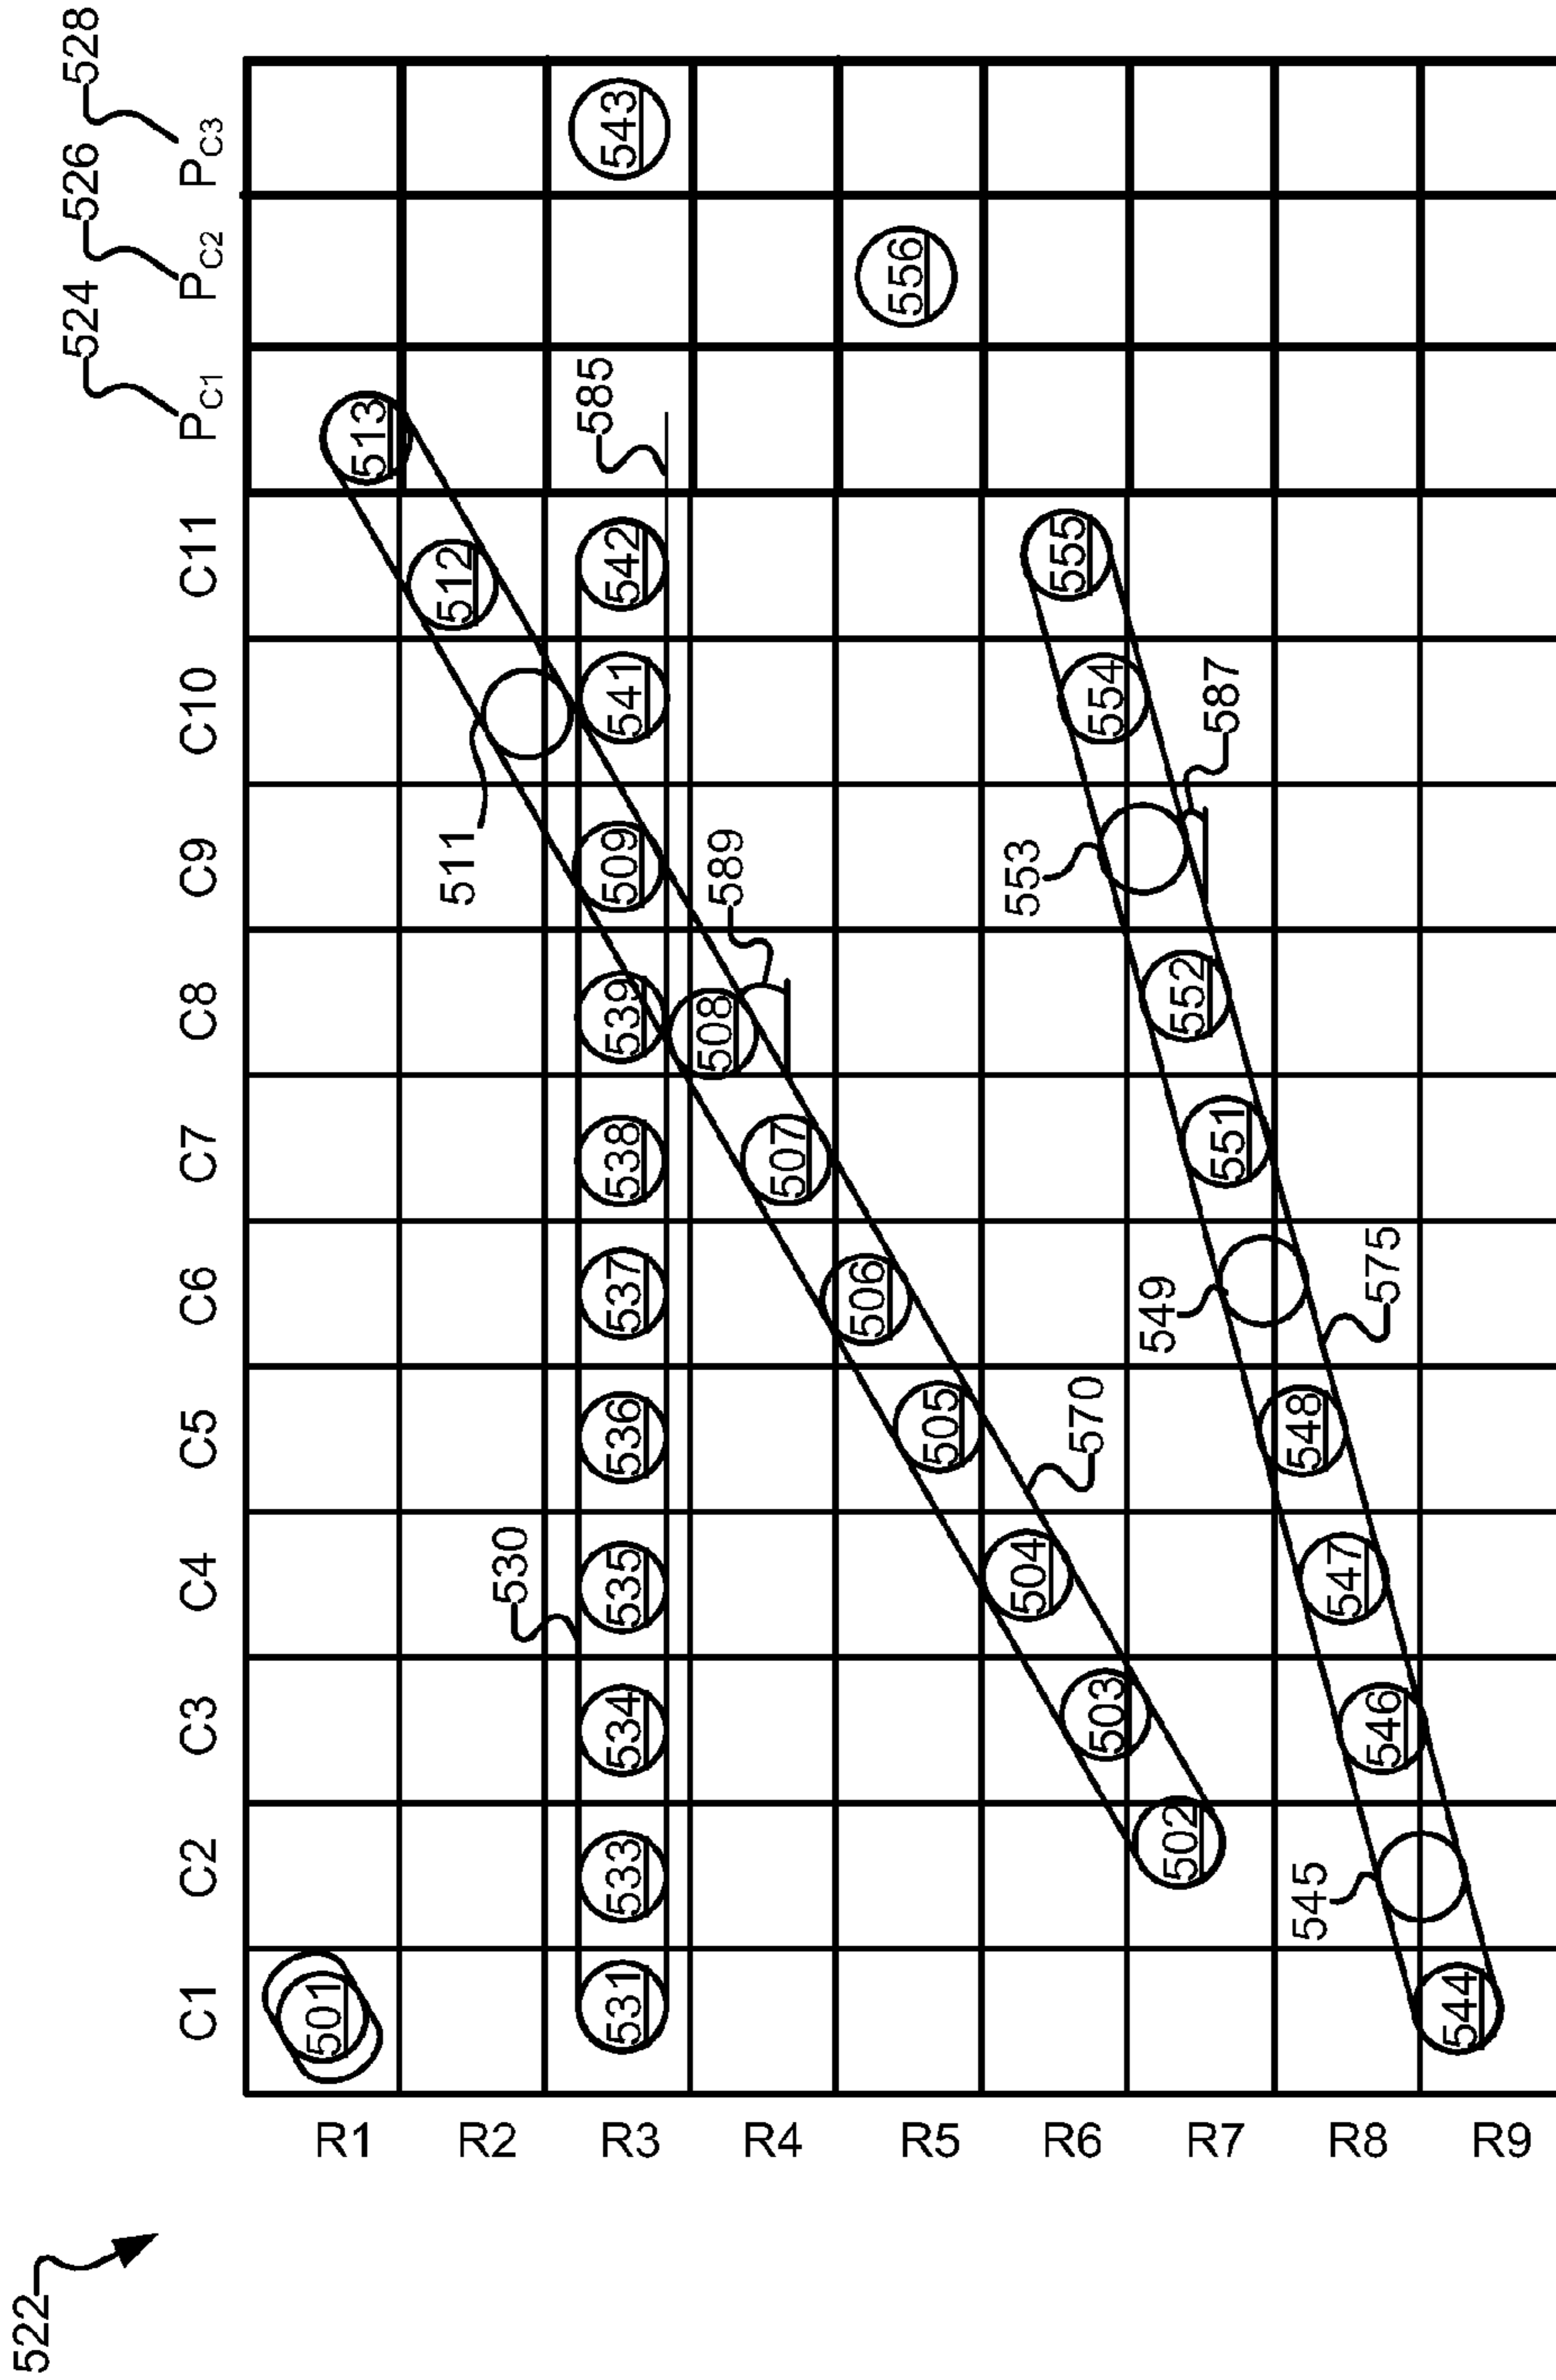 522
524 526 528
C1 C2 C3 C4 C5 C6 C7 C8 C9 C10 C11 PC1 PC2 PC3
R1 501 513
R2 512
511
530
R3 531 533 534 535 536 537 538 539 509 541 542 543
585
R4 507 508
589
R5 505 506 556
R6 503 504 554 555
570
553
R7 502 551 552
549
587
R8 546 547 548
545
575
R9 544